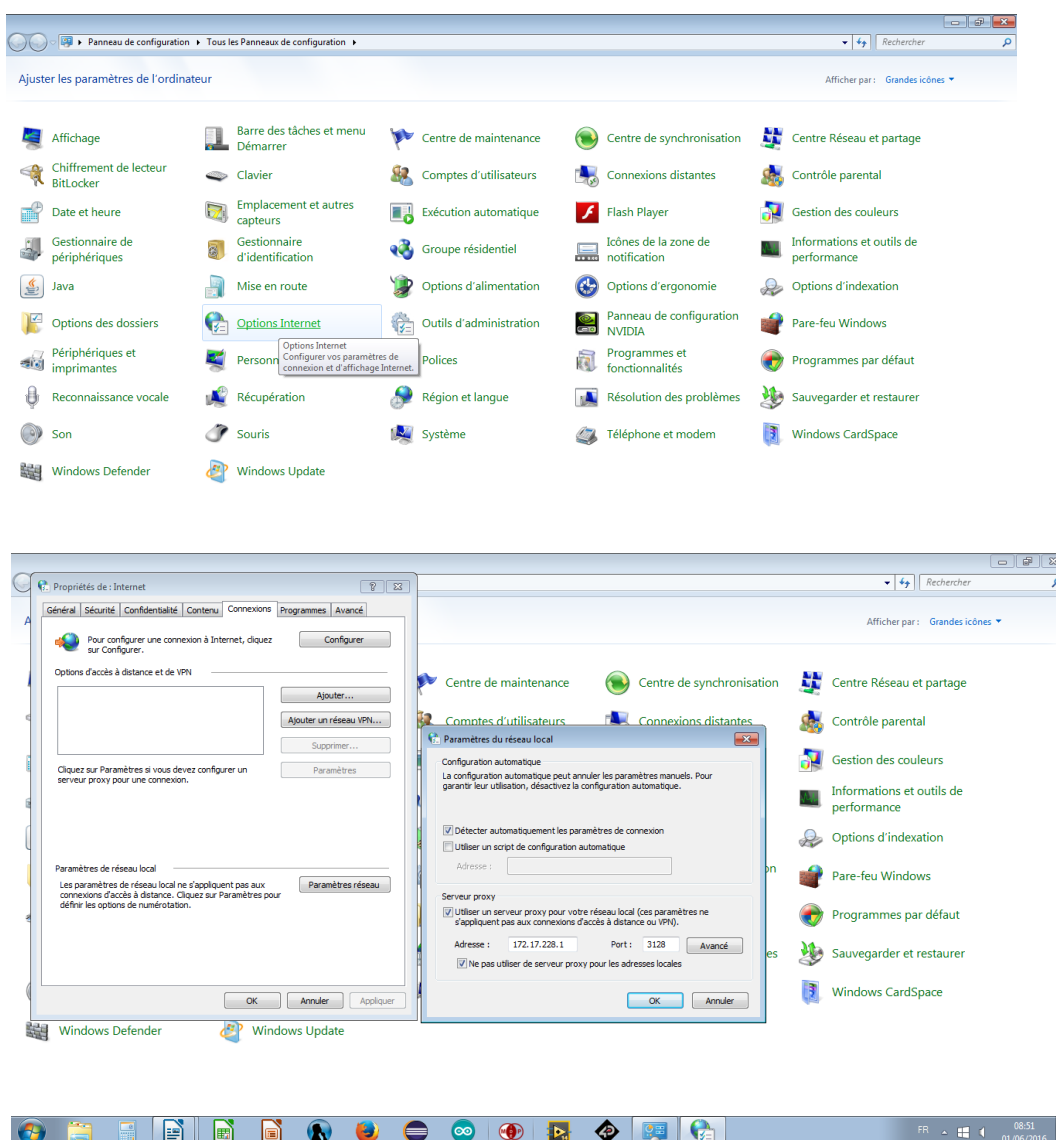 Panneau de configuration ▸ Tous les Panneaux de configuration ▸
Rechercher
Ajuster les paramètres de l'ordinateur
Afficher par : Grandes icônes
Affichage
Barre des tâches et menu
Démarrer
Centre de maintenance
Centre de synchronisation
Centre Réseau et partage
Chiffrement de lecteur
BitLocker
Clavier
Comptes d'utilisateurs
Connexions distantes
Contrôle parental
Date et heure
Emplacement et autres
capteurs
Exécution automatique
Flash Player
Gestion des couleurs
Gestionnaire de
périphériques
Gestionnaire
d'identification
Groupe résidentiel
Icônes de la zone de
notification
Informations et outils de
performance
Java
Mise en route
Options d'alimentation
Options d'ergonomie
Options d'indexation
Options des dossiers
Options Internet
Outils d'administration
Panneau de configuration
NVIDIA
Pare-feu Windows
Options Internet
Configurer vos paramètres de
connexion et d'affichage Internet.
Périphériques et
imprimantes
Personn
Polices
Programmes et
fonctionnalités
Programmes par défaut
Reconnaissance vocale
Récupération
Région et langue
Résolution des problèmes
Sauvegarder et restaurer
Son
Souris
Système
Téléphone et modem
Windows CardSpace
Windows Defender
Windows Update
Rechercher
Afficher par : Grandes icônes
Propriétés de : Internet
Général Sécurité Confidentialité Contenu Connexions Programmes Avancé
Pour configurer une connexion à Internet, cliquez
sur Configurer.
Configurer
Options d'accès à distance et de VPN
Ajouter...
Ajouter un réseau VPN...
Supprimer...
Cliquez sur Paramètres si vous devez configurer un
serveur proxy pour une connexion.
Paramètres
Paramètres de réseau local
Les paramètres de réseau local ne s'appliquent pas aux
connexions d'accès à distance. Cliquez sur Paramètres pour
définir les options de numérotation.
Paramètres réseau
OK Annuler Appliquer
Centre de maintenance
Centre de synchronisation
Centre Réseau et partage
Comptes d'utilisateurs
Connexions distantes
Contrôle parental
Paramètres du réseau local
Configuration automatique
La configuration automatique peut annuler les paramètres manuels. Pour
garantir leur utilisation, désactivez la configuration automatique.
Détecter automatiquement les paramètres de connexion
Utiliser un script de configuration automatique
Adresse :
Serveur proxy
Utiliser un serveur proxy pour votre réseau local (ces paramètres ne
s'appliquent pas aux connexions d'accès à distance ou VPN).
Adresse : 172.17.228.1 Port : 3128 Avancé
Ne pas utiliser de serveur proxy pour les adresses locales
OK Annuler
Gestion des couleurs
Informations et outils de
performance
Options d'indexation
on
Pare-feu Windows
Programmes par défaut
es
Sauvegarder et restaurer
Windows CardSpace
Windows Defender
Windows Update
FR
08:51
01/06/2016